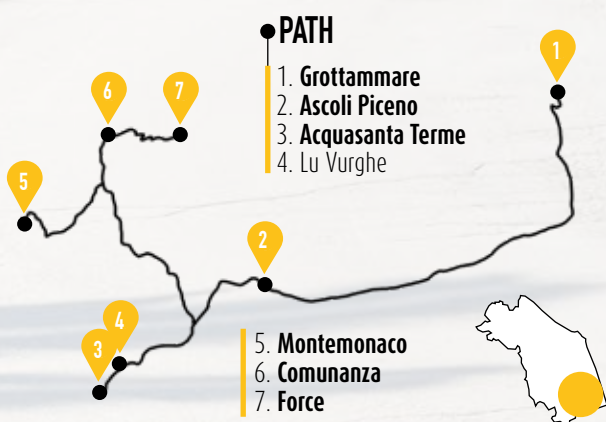 PATH
1. Grottammare
2. Ascoli Piceno
3. Acquasanta Terme
4. Lu Vurghe
5. Montemonaco
6. Comunanza
7. Force
1
6
7
5
2
4
3